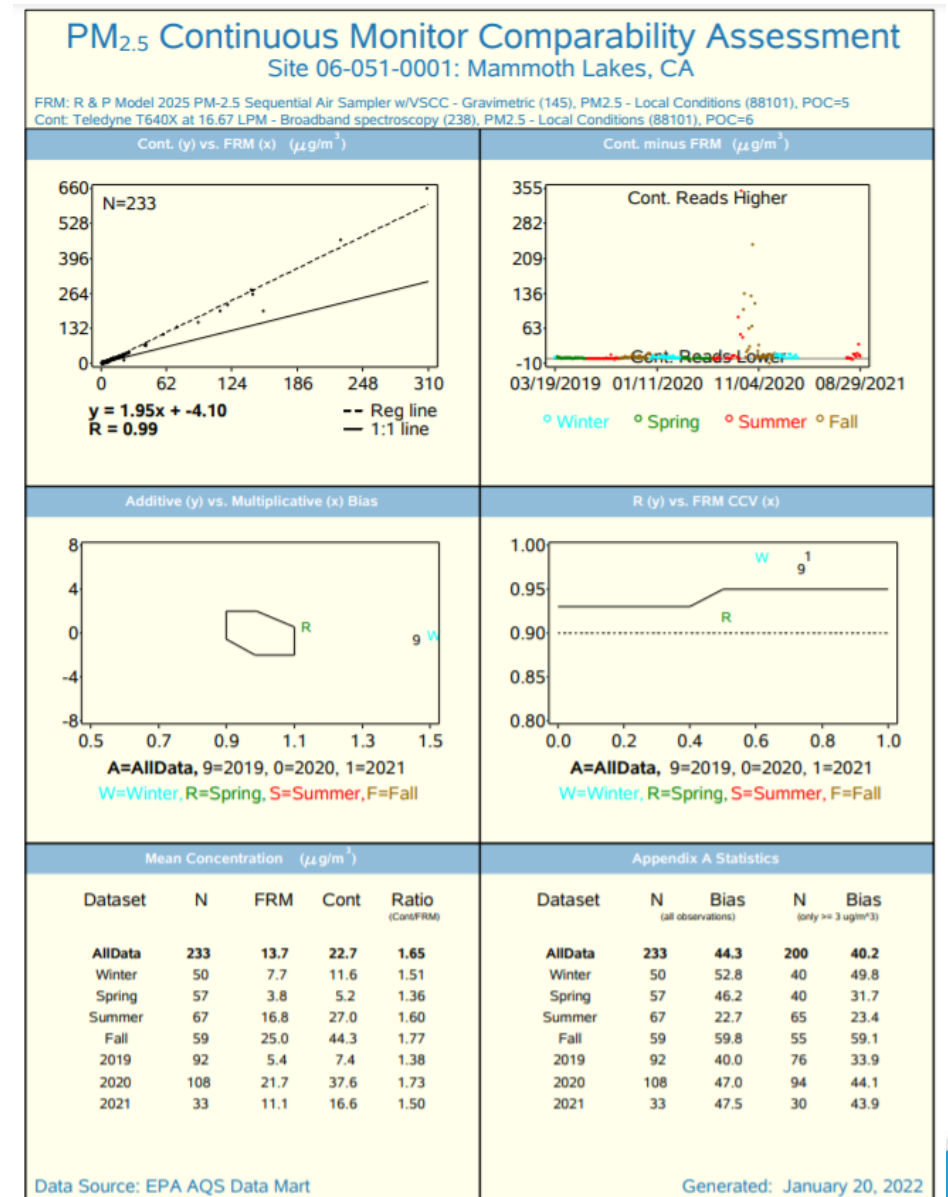 PM2.5 Continuous Monitor Comparability Assessment
Site 06-051-0001: Mammoth Lakes, CA
FRM: R & P Model 2025 PM-2.5 Sequential Air Sampler w/VSCC - Gravimetric (145), PM2.5 - Local Conditions (88101), POC=5
Cont: Teledyne T640X at 16.67 LPM - Broadband spectroscopy (238), PM2.5 - Local Conditions (88101), POC=6
Cont. (y) vs. FRM (x) (μg/m³)
660
N=233
528
396
264
132
0
0 62 124 186 248 310
y = 1.95x + -4.10
R = 0.99
-- Reg line
— 1:1 line
Cont. minus FRM (μg/m³)
355
Cont. Reads Higher
282
209
136
63
Cont. Reads Lower
-10
03/19/2019 01/11/2020 11/04/2020 08/29/2021
Winter Spring Summer Fall
Additive (y) vs. Multiplicative (x) Bias
8
4
R
0
9 W
-4
-8
0.5 0.7 0.9 1.1 1.3 1.5
A=AllData, 9=2019, 0=2020, 1=2021
W=Winter, R=Spring, S=Summer, F=Fall
R (y) vs. FRM CCV (x)
1.00
W 1
9
0.95
R
0.90
0.85
0.80
0.0 0.2 0.4 0.6 0.8 1.0
A=AllData, 9=2019, 0=2020, 1=2021
W=Winter, R=Spring, S=Summer, F=Fall
Mean Concentration (μg/m³)
Dataset N FRM Cont Ratio
(Cont/FRM)
AllData 233 13.7 22.7 1.65
Winter 50 7.7 11.6 1.51
Spring 57 3.8 5.2 1.36
Summer 67 16.8 27.0 1.60
Fall 59 25.0 44.3 1.77
2019 92 5.4 7.4 1.38
2020 108 21.7 37.6 1.73
2021 33 11.1 16.6 1.50
Appendix A Statistics
Dataset N Bias N Bias
(all observations) (only >= 3 ug/m^3)
AllData 233 44.3 200 40.2
Winter 50 52.8 40 49.8
Spring 57 46.2 40 31.7
Summer 67 22.7 65 23.4
Fall 59 59.8 55 59.1
2019 92 40.0 76 33.9
2020 108 47.0 94 44.1
2021 33 47.5 30 43.9
Data Source: EPA AQS Data Mart
Generated: January 20, 2022